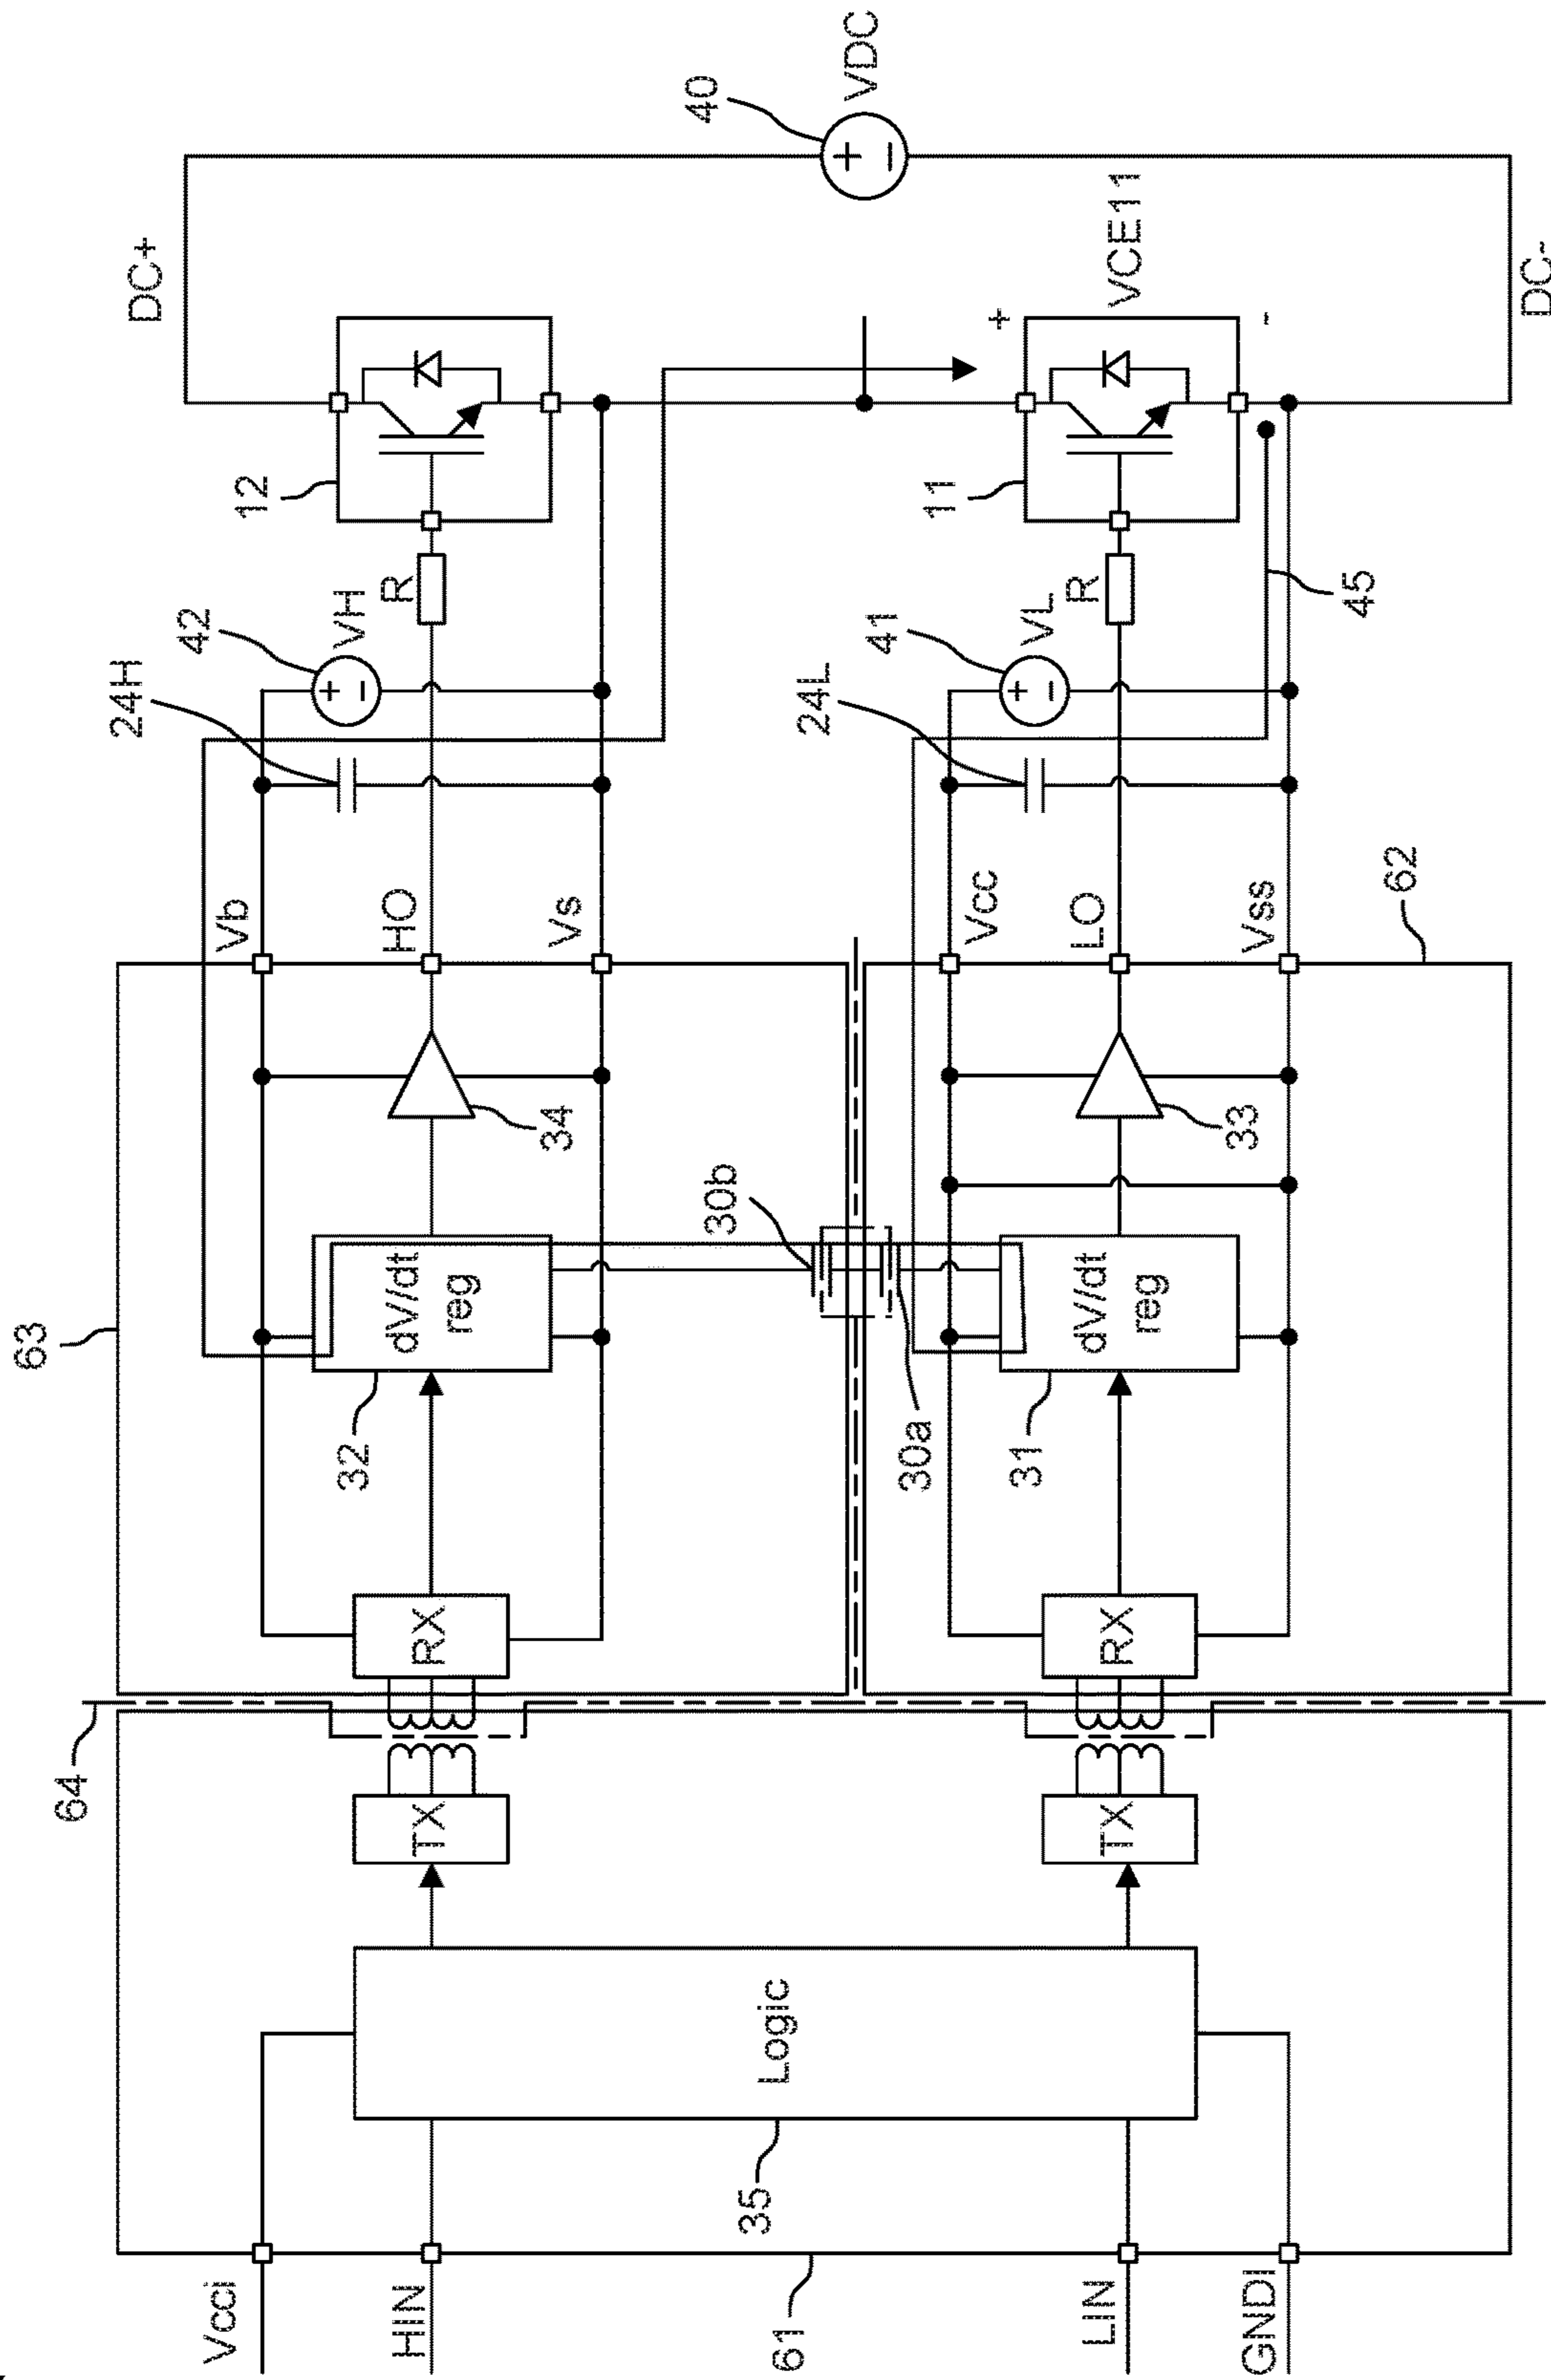 DC+
40
VDC
12
VCE11
+
-
11
DC-
42
VH
R
24H
41
VL
R
24L
45
Vb
HO
Vs
Vcc
LO
Vss
62
34
33
63
dV/dt
reg
32
30b
30a
dV/dt
reg
31
RX
RX
64
TX
TX
Logic
35
Vcci
HIN
61
LIN
GNDI